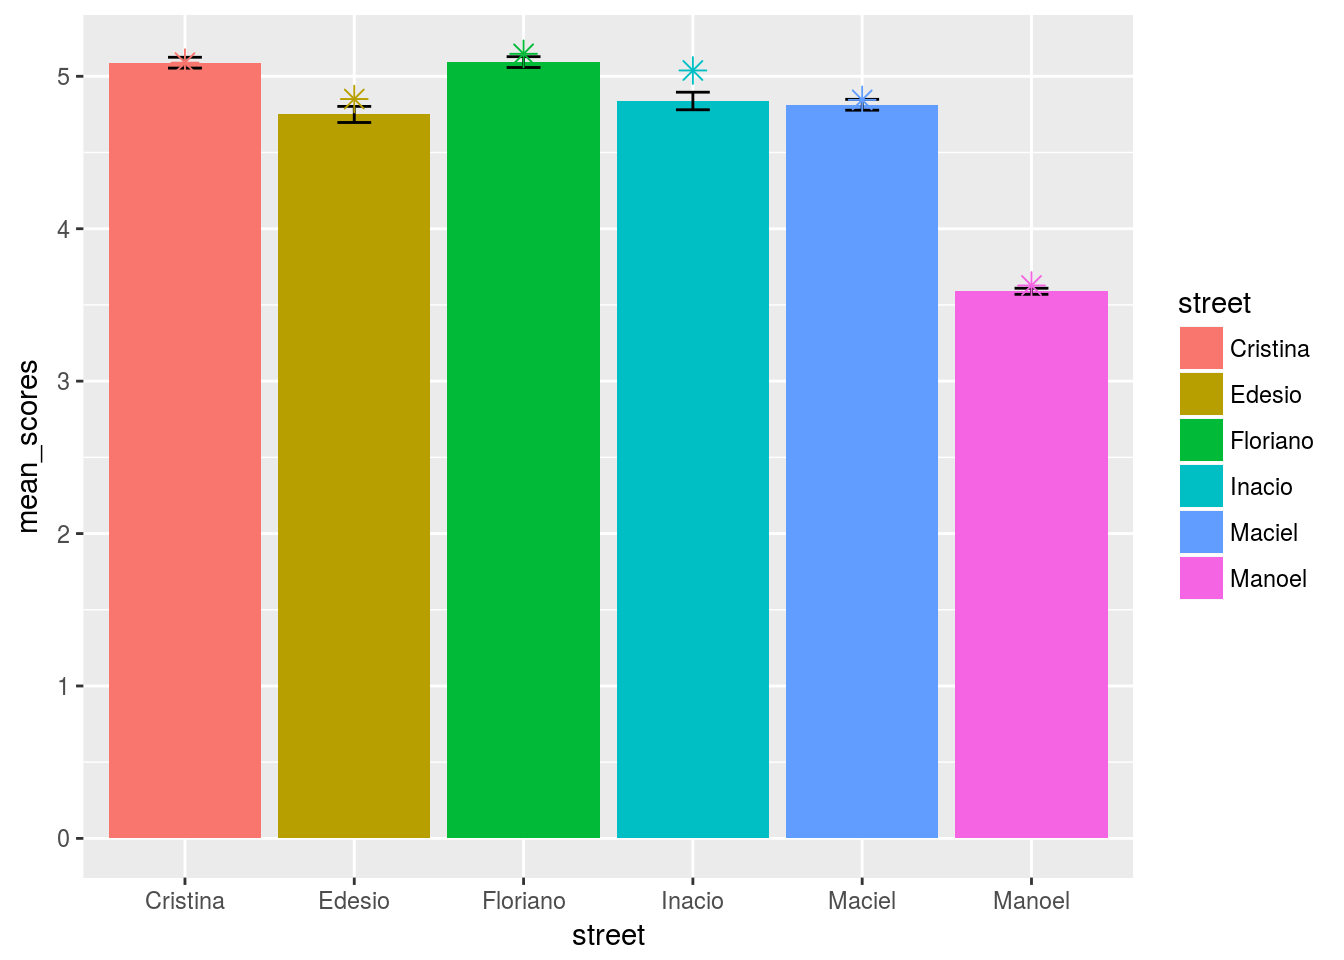 5
4
3
2
1
0
mean_scores
Cristina Edesio Floriano Inacio Maciel Manoel
street
street
Cristina
Edesio
Floriano
Inacio
Maciel
Manoel